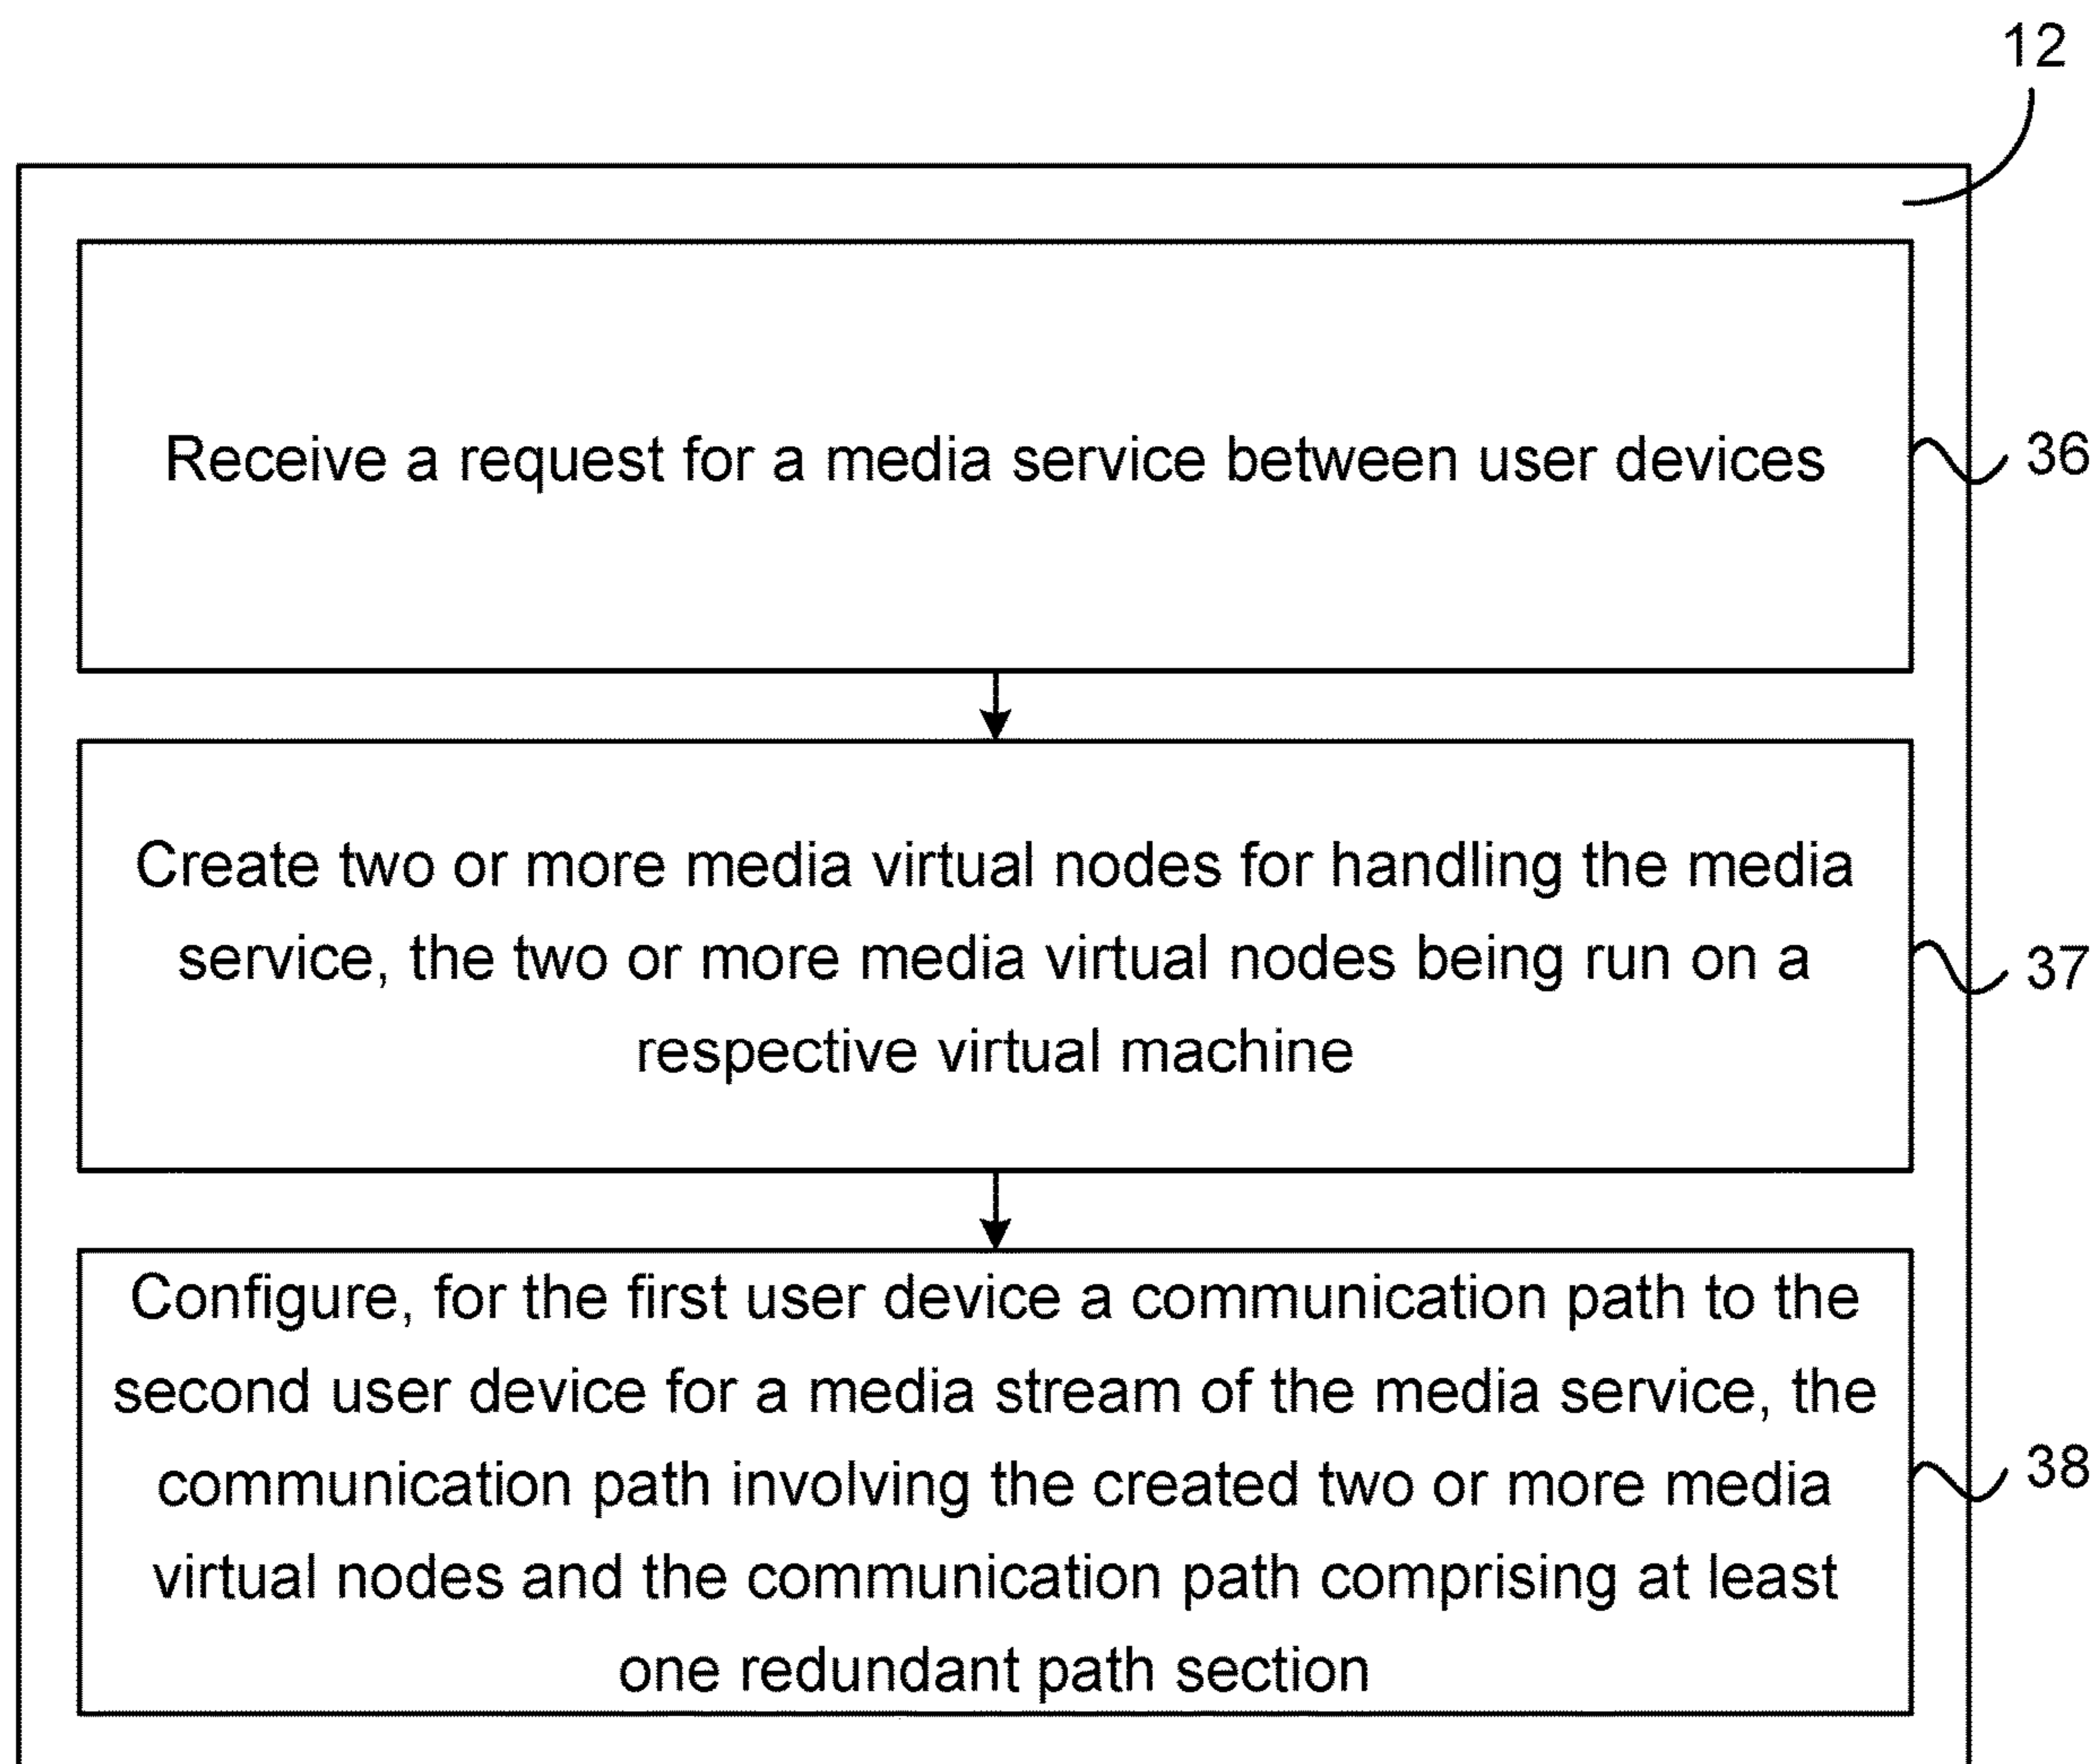 12
Receive a request for a media service between user devices
36
Create two or more media virtual nodes for handling the media
service, the two or more media virtual nodes being run on a
respective virtual machine
37
Configure, for the first user device a communication path to the
second user device for a media stream of the media service, the
communication path involving the created two or more media
virtual nodes and the communication path comprising at least
one redundant path section
38